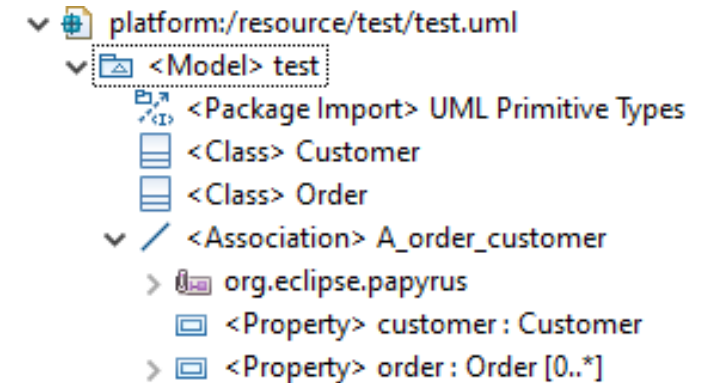 platform:/resource/test/test.uml
<Model> test
<Package Import> UML Primitive Types
<Class> Customer
<Class> Order
<Association> A_order_customer
org.eclipse.papyrus
<Property> customer : Customer
<Property> order : Order [0..*]